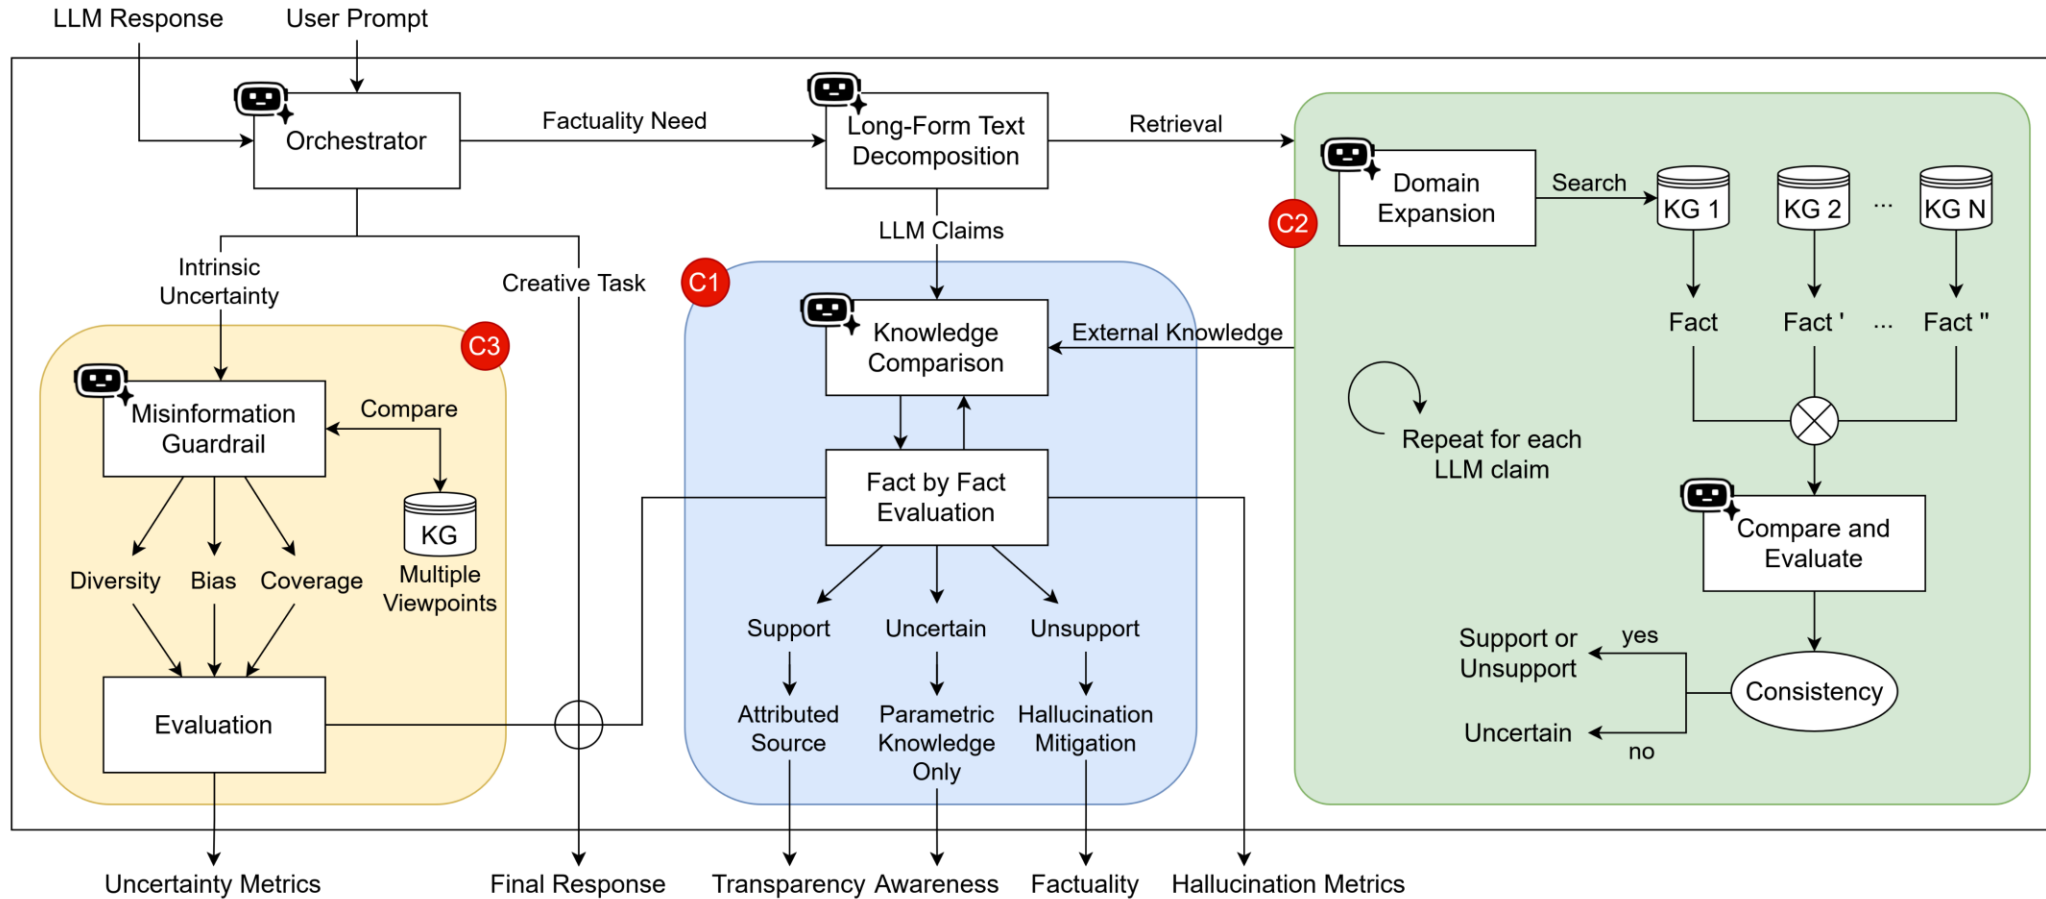 LLM Response
User Prompt
Orchestrator
Factuality Need
Long-Form Text
Decomposition
Retrieval
Domain
Expansion
Search
KG 1
KG 2
...
KG N
C2
LLM Claims
Intrinsic
Uncertainty
Creative Task
C1
C3
Knowledge
Comparison
External Knowledge
Fact
Fact '
...
Fact "
Misinformation
Guardrail
Compare
KG
Multiple
Viewpoints
Diversity
Bias
Coverage
Evaluation
Fact by Fact
Evaluation
Support
Uncertain
Unsupport
Attributed
Source
Parametric
Knowledge
Only
Hallucination
Mitigation
Repeat for each
LLM claim
Compare and
Evaluate
Consistency
yes
Support or
Unsupport
Uncertain
no
Uncertainty Metrics
Final Response
Transparency
Awareness
Factuality
Hallucination Metrics